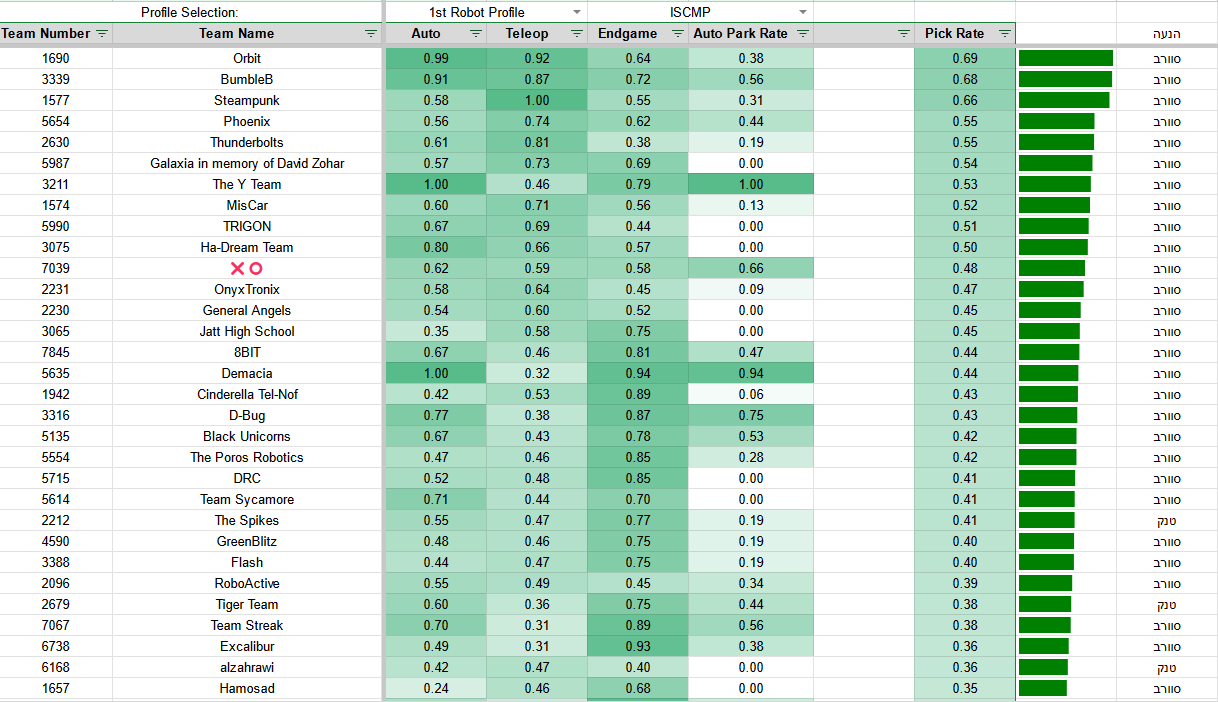 Profile Selection: 1st Robot Profile ISCMP
Team Number Team Name Auto Teleop Endgame Auto Park Rate Pick Rate הנעה
1690 Orbit 0.99 0.92 0.64 0.38 0.69 סוורב
3339 BumbleB 0.91 0.87 0.72 0.56 0.68 סוורב
1577 Steampunk 0.58 1.00 0.55 0.31 0.66 סוורב
5654 Phoenix 0.56 0.74 0.62 0.44 0.55 סוורב
2630 Thunderbolts 0.61 0.81 0.38 0.19 0.55 סוורב
5987 Galaxia in memory of David Zohar 0.57 0.73 0.69 0.00 0.54 סוורב
3211 The Y Team 1.00 0.46 0.79 1.00 0.53 סוורב
1574 MisCar 0.60 0.71 0.56 0.13 0.52 סוורב
5990 TRIGON 0.67 0.69 0.44 0.00 0.51 סוורב
3075 Ha-Dream Team 0.80 0.66 0.57 0.00 0.50 סוורב
7039 ❌⭕ 0.62 0.59 0.58 0.66 0.48 סוורב
2231 OnyxTronix 0.58 0.64 0.45 0.09 0.47 סוורב
2230 General Angels 0.54 0.60 0.52 0.00 0.45 סוורב
3065 Jatt High School 0.35 0.58 0.75 0.00 0.45 סוורב
7845 8BIT 0.67 0.46 0.81 0.47 0.44 סוורב
5635 Demacia 1.00 0.32 0.94 0.94 0.44 סוורב
1942 Cinderella Tel-Nof 0.42 0.53 0.89 0.06 0.43 סוורב
3316 D-Bug 0.77 0.38 0.87 0.75 0.43 סוורב
5135 Black Unicorns 0.67 0.43 0.78 0.53 0.42 סוורב
5554 The Poros Robotics 0.47 0.46 0.85 0.28 0.42 סוורב
5715 DRC 0.52 0.48 0.85 0.00 0.41 סוורב
5614 Team Sycamore 0.71 0.44 0.70 0.00 0.41 סוורב
2212 The Spikes 0.55 0.47 0.77 0.19 0.41 טנק
4590 GreenBlitz 0.48 0.46 0.75 0.19 0.40 סוורב
3388 Flash 0.44 0.47 0.75 0.19 0.40 סוורב
2096 RoboActive 0.55 0.49 0.45 0.34 0.39 סוורב
2679 Tiger Team 0.60 0.36 0.75 0.44 0.38 טנק
7067 Team Streak 0.70 0.31 0.89 0.56 0.38 סוורב
6738 Excalibur 0.49 0.31 0.93 0.38 0.36 סוורב
6168 alzahrawi 0.42 0.47 0.40 0.00 0.36 טנק
1657 Hamosad 0.24 0.46 0.68 0.00 0.35 סוורב